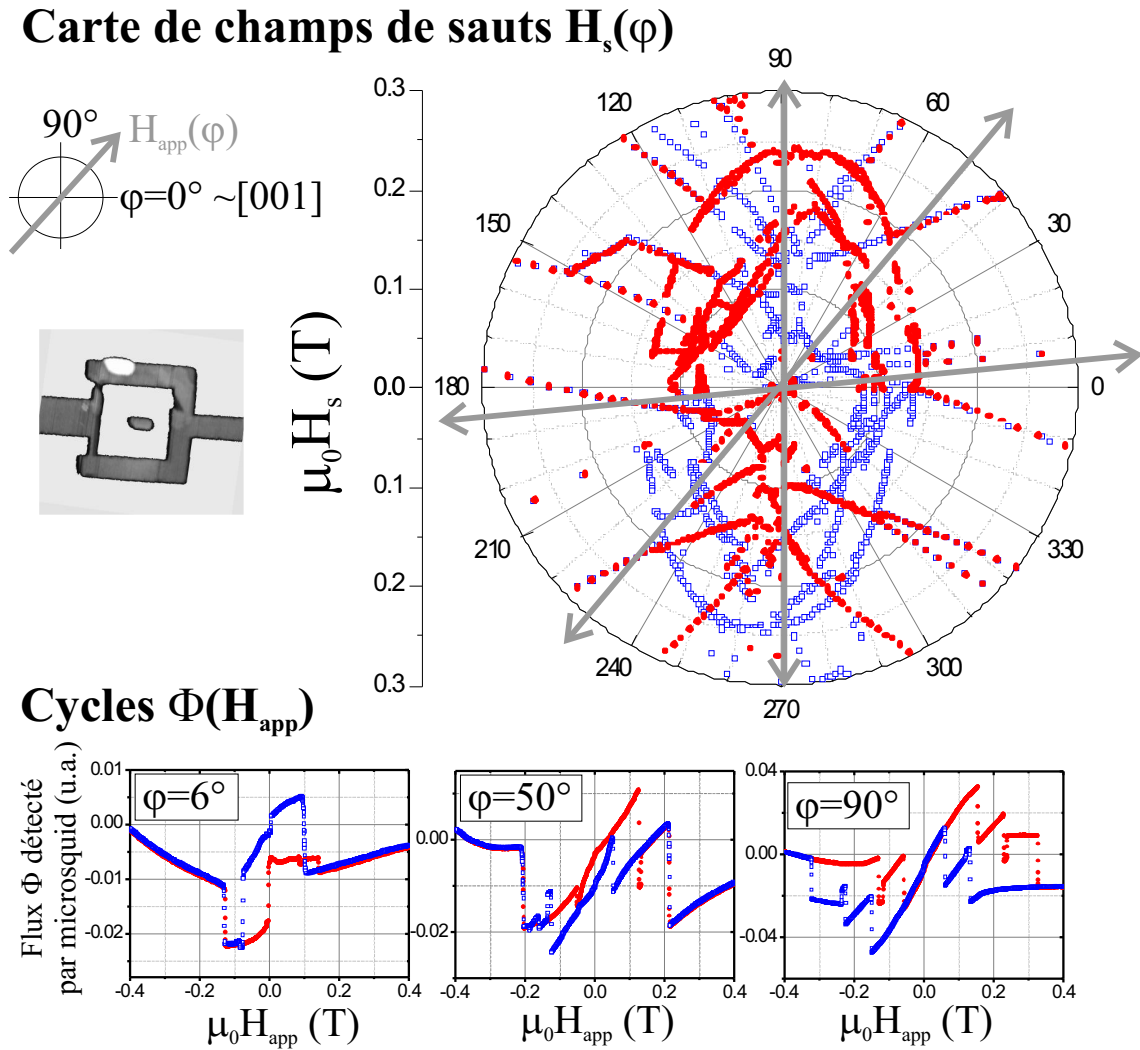 Carte de champs de sauts Hs(φ)
90°
Happ(φ)
φ=0° ~[001]
μ0Hs (T)
0.3
0.2
0.1
0.0
0.1
0.2
0.3
90
60
30
0
330
300
270
240
210
180
150
120
Cycles Φ(Happ)
Flux Φ détecté
par microsquid (u.a.)
φ=6°
0.01
0.00
-0.01
-0.02
-0.4 -0.2 0.0 0.2 0.4
μ0Happ (T)
φ=50°
0.00
-0.02
-0.4 -0.2 0.0 0.2 0.4
μ0Happ (T)
φ=90°
0.04
0.00
-0.04
-0.4 -0.2 0.0 0.2 0.4
μ0Happ (T)